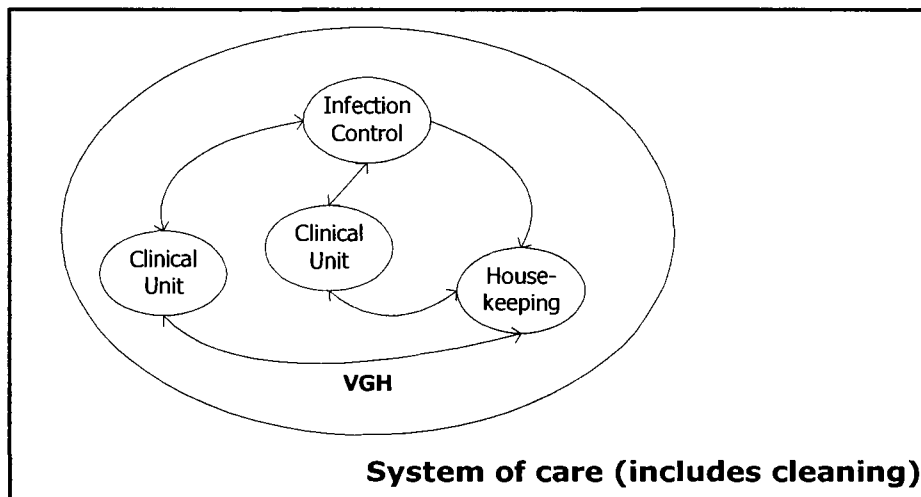 Infection
Control
Clinical
Unit
Clinical
Unit
House-
keeping
VGH
System of care (includes cleaning)